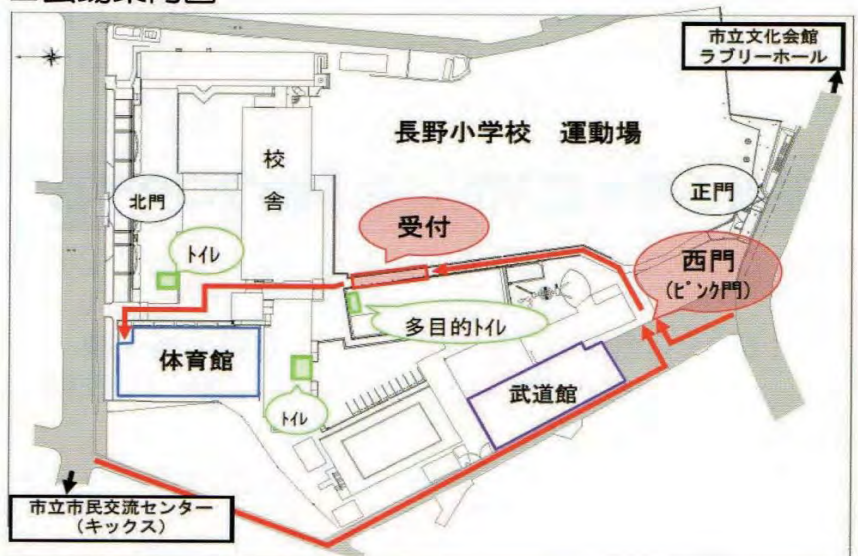 市立文化会館
ラブリーホール
長野小学校 運動場
校
舎
北門
正門
受付
トイレ
西門
(ピンク門)
多目的トイレ
体育館
武道館
トイレ
市立市民交流センター
(キックス)